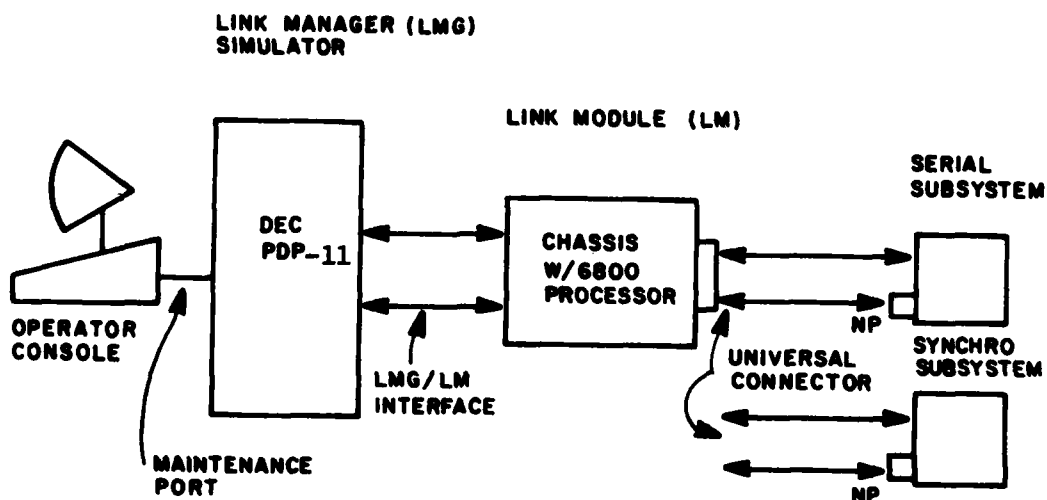 LINK MANAGER (LMG)
SIMULATOR
LINK MODULE (LM)
SERIAL
SUBSYSTEM
DEC
PDP-11
CHASSIS
W/6800
PROCESSOR
OPERATOR
CONSOLE
NP
SYNCHRO
SUBSYSTEM
LMG/LM
INTERFACE
UNIVERSAL
CONNECTOR
MAINTENANCE
PORT
NP